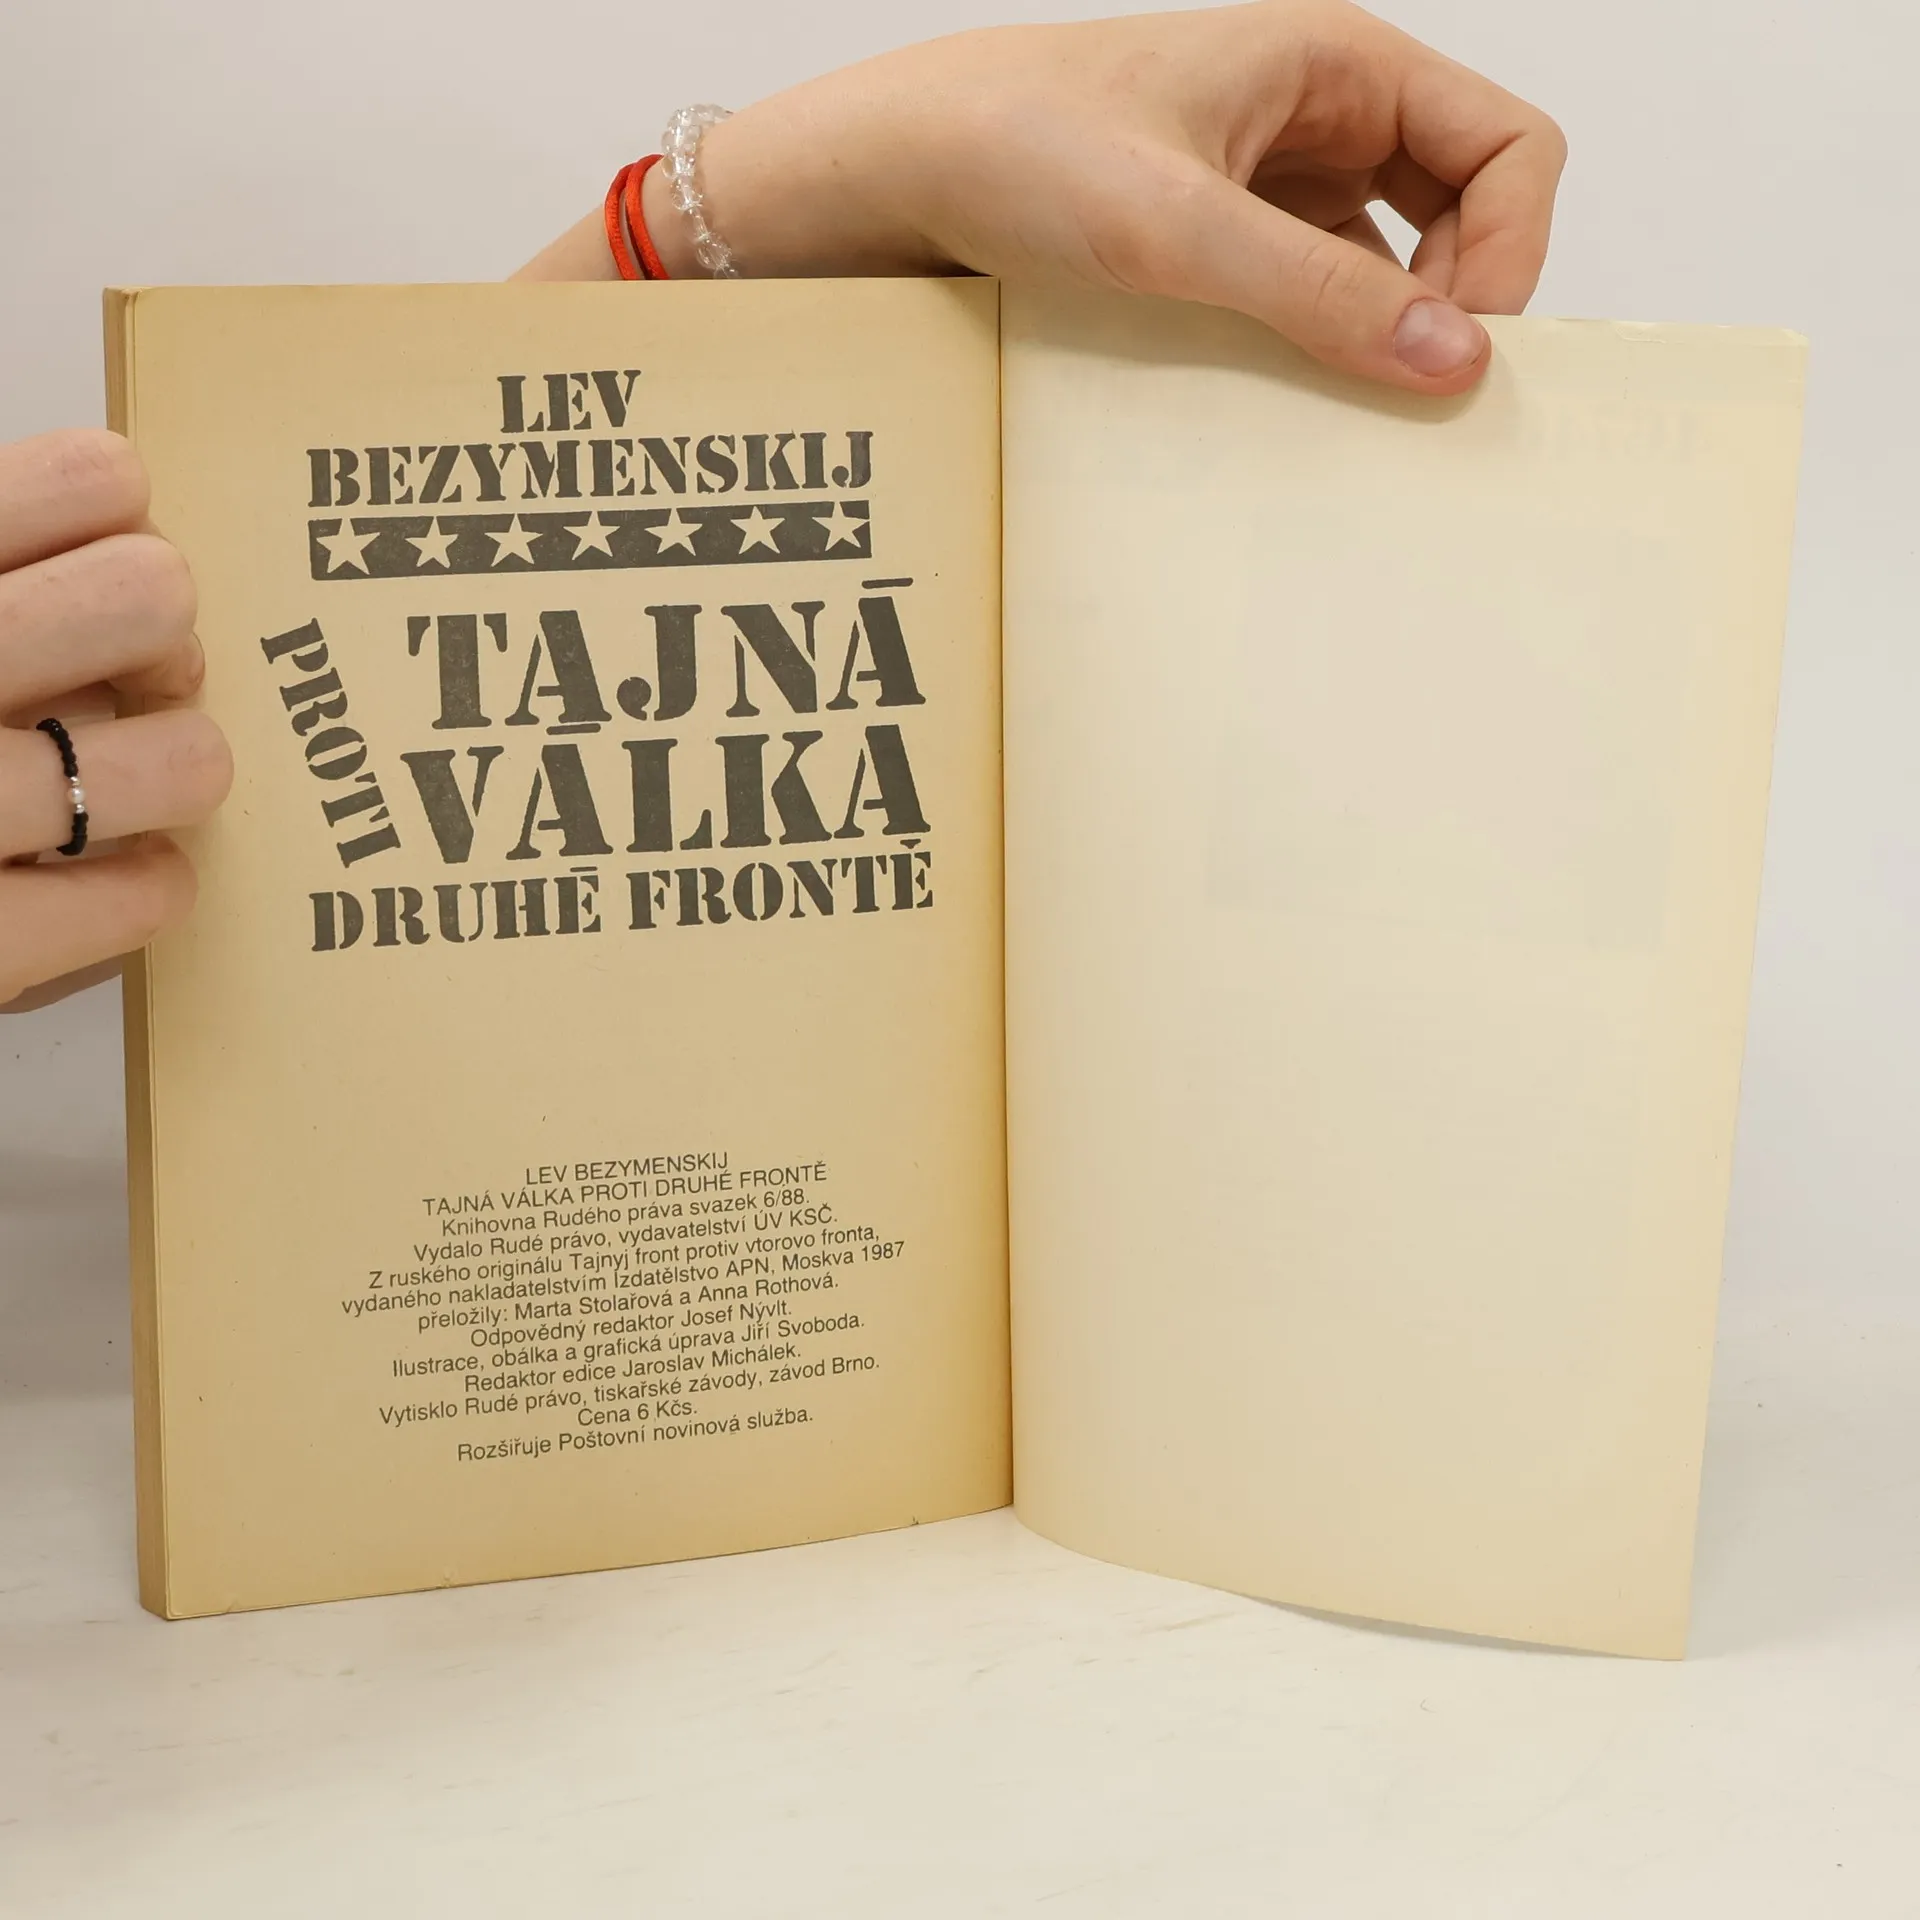 LEV
BEZYMENSKIJ
TAJNÁ
VÁLKA
PROTI
DRUHÉ FRONTĚ
LEV BEZYMENSKIJ
TAJNÁ VÁLKA PROTI DRUHÉ FRONTĚ
Knihovna Rudého práva svazek 6/88.
Vydalo Rudé právo, vydavatelství ÚV KSČ.
Z ruského originálu Tajnyj front protiv vtorovo fronta,
vydaného nakladatelstvím Izdatělstvo APN, Moskva 1987
přeložily: Marta Stolařová a Anna Rothová.
Odpovědný redaktor Josef Nývlt.
Ilustrace, obálka a grafická úprava Jiří Svoboda.
Redaktor edice Jaroslav Michálek.
Vytisklo Rudé právo, tiskařské závody, závod Brno.
Cena 6 Kčs.
Rozšiřuje Poštovní novinová služba.